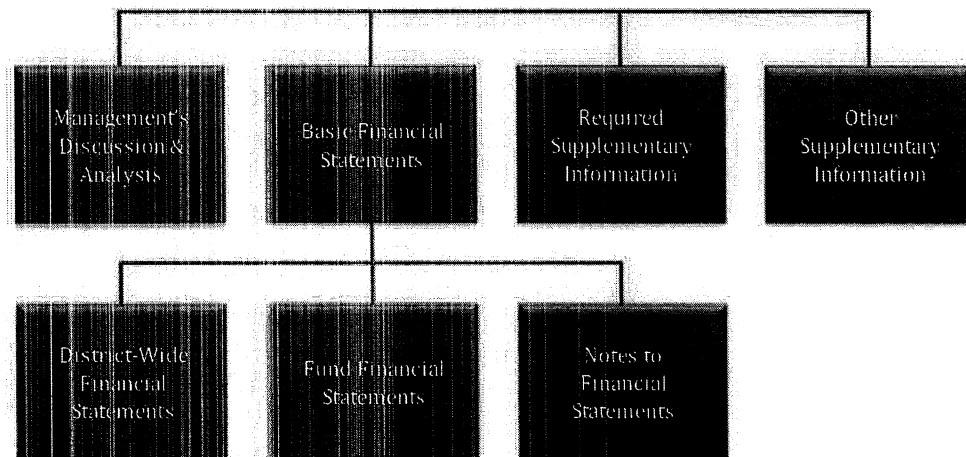 Management's
Discussion &
Analysis
Basic Financial
Statements
Required
Supplementary
Information
Other
Supplementary
Information
District-Wide
Financial
Statements
Fund Financial
Statements
Notes to
Financial
Statements